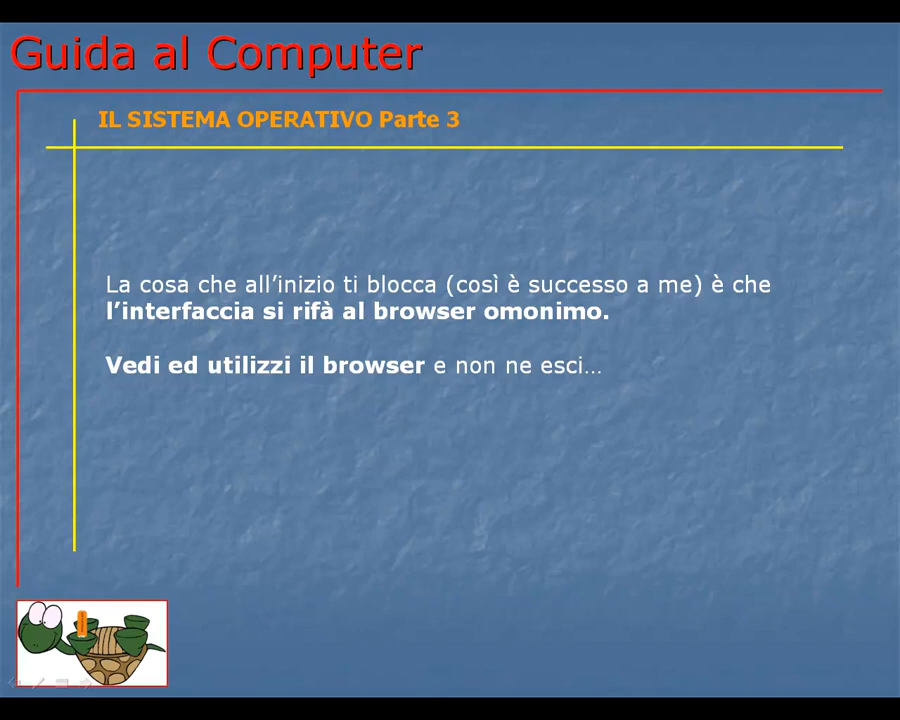 Guida al Computer
IL SISTEMA OPERATIVO Parte 3
La cosa che all’inizio ti blocca (così è successo a me) è che
l’interfaccia si rifà al browser omonimo.
Vedi ed utilizzi il browser e non ne esci…